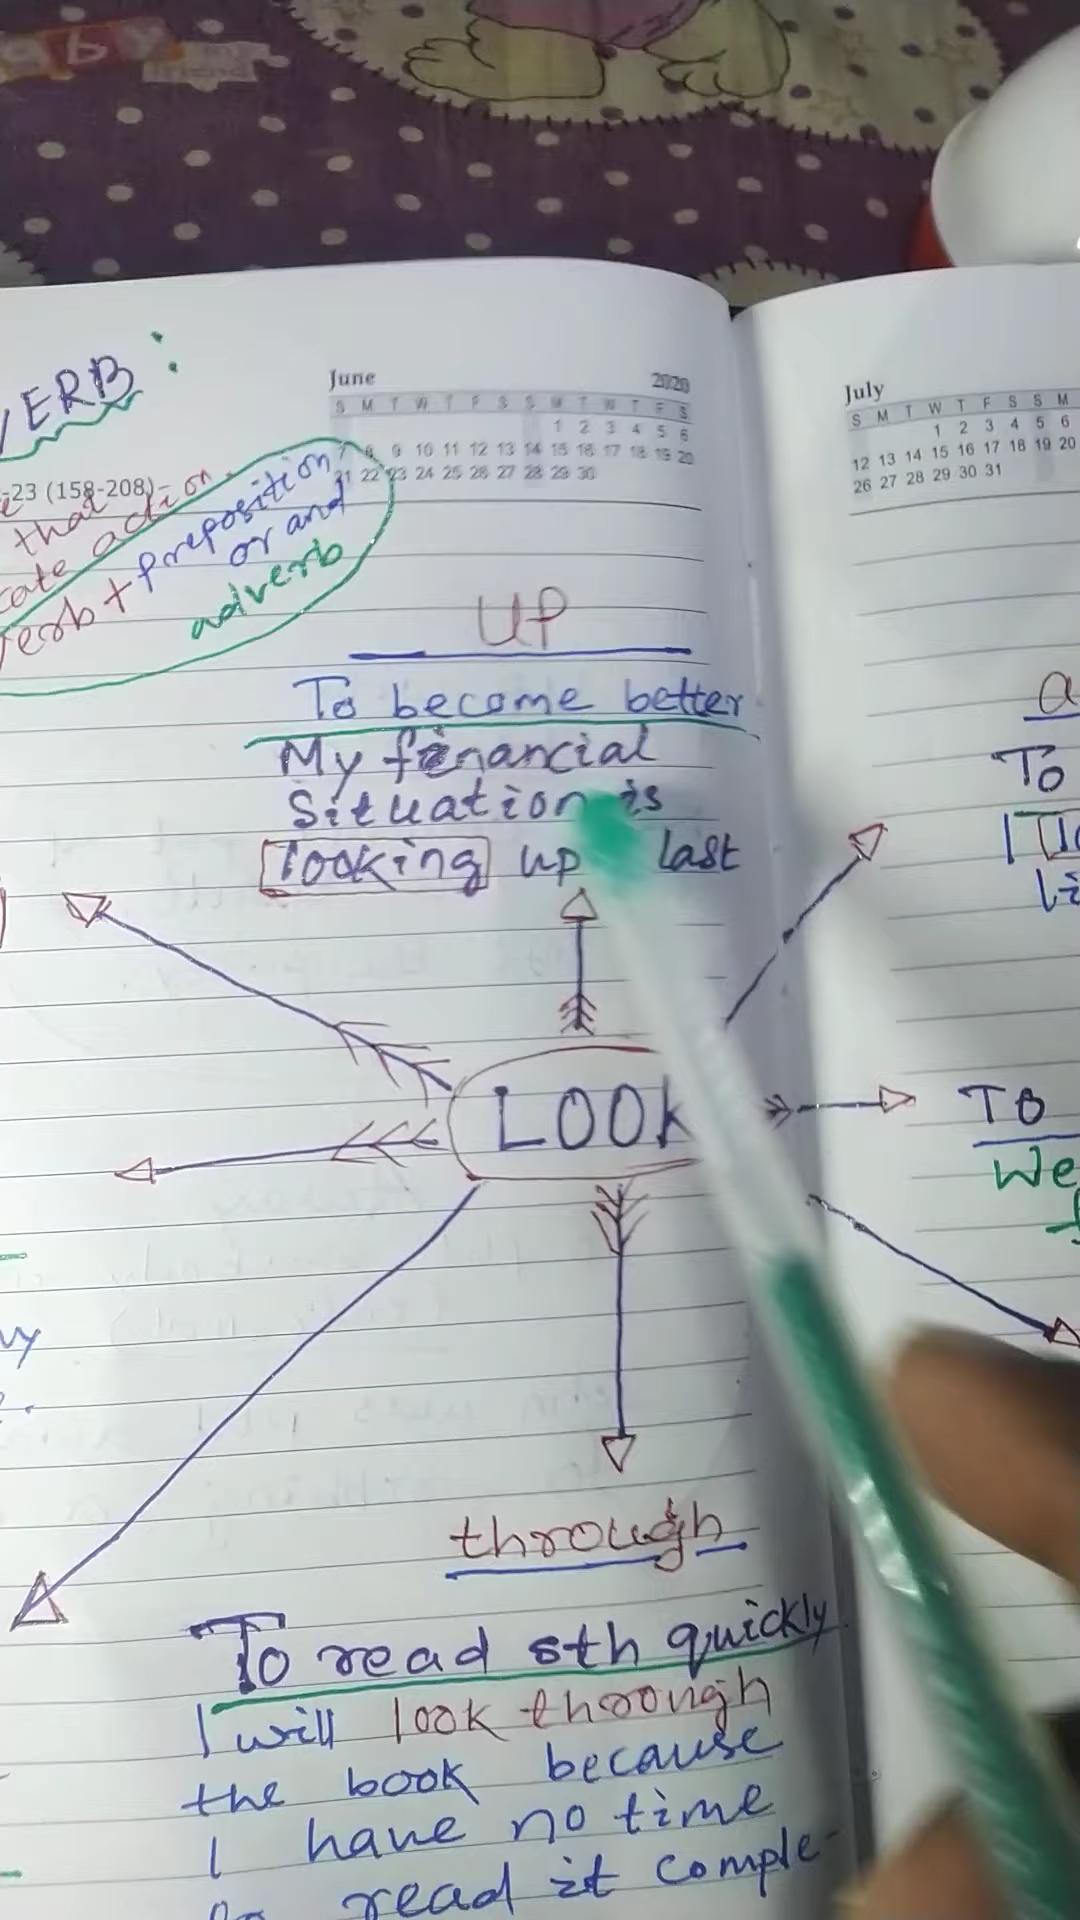 VERB:
June 2020
S M T W T F S S M T W T F S
1 2 3 4 5 6
7 8 9 10 11 12 13 14 15 16 17 18 19 20
21 22 23 24 25 26 27 28 29 30
July
S M T W T F S S M
1 2 3 4 5 6
12 13 14 15 16 17 18 19 20
26 27 28 29 30 31
-23 (158-208)
that
action
verb + preposition
or and
adverb
UP
To become better
My financial
Situation is
looking up last
a
To
I
li
LOOK
To
We
through
To read sth quickly
I will look through
the book because
I have no time
read it comple-